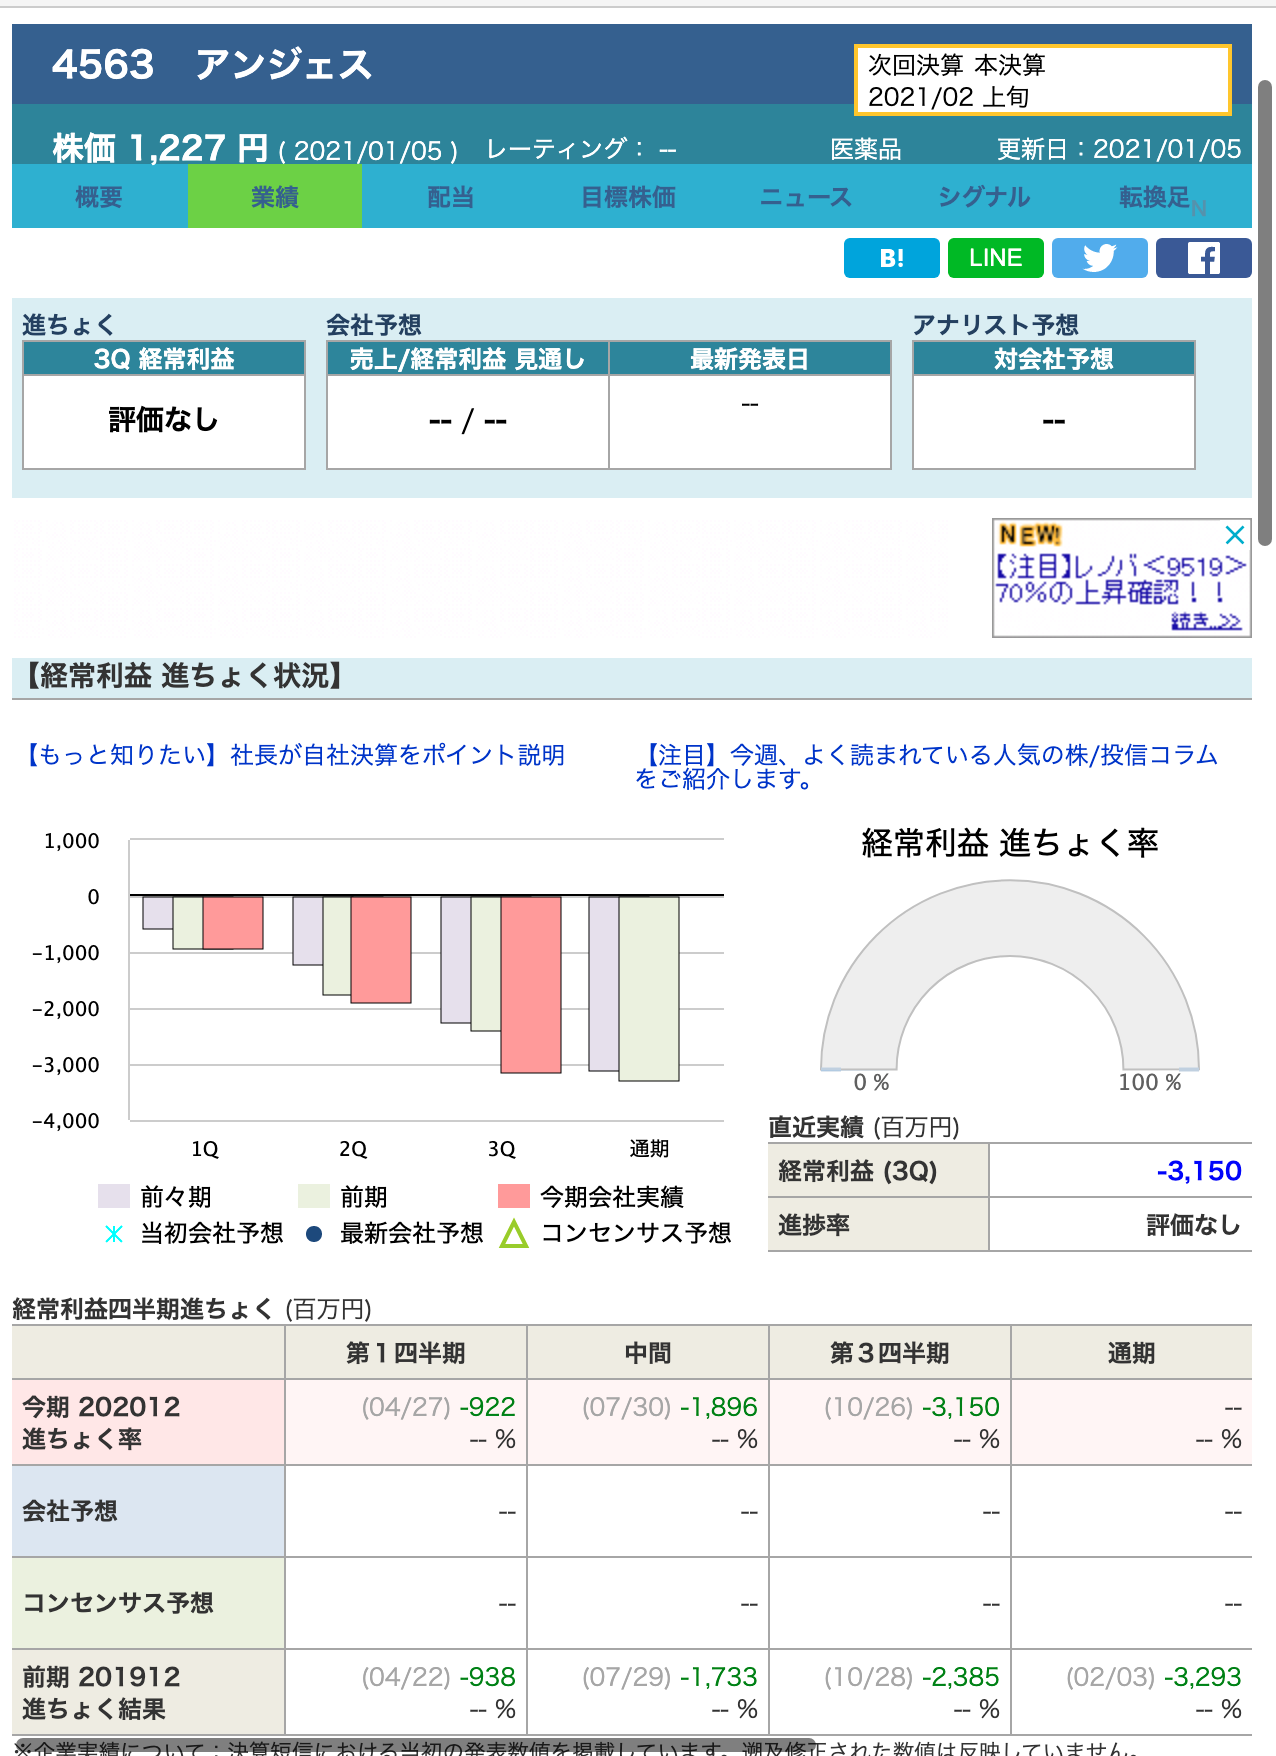 4563　アンジェス
次回決算 本決算
2021/02 上旬
株価 1,227 円 ( 2021/01/05 )　レーティング： --　医薬品　更新日：2021/01/05
概要　業績　配当　目標株価　ニュース　シグナル　転換足
N
B!　LINE
進ちょく　会社予想　アナリスト予想
3Q 経常利益　売上/経常利益 見通し　最新発表日　対会社予想
評価なし　-- / --　--　--
NEW!
【注目】レノバ<9519>
70%の上昇確認！！
続き..>>
【経常利益 進ちょく状況】
【もっと知りたい】社長が自社決算をポイント説明
【注目】今週、よく読まれている人気の株/投信コラム
をご紹介します。
1,000
0
-1,000
-2,000
-3,000
-4,000
1Q　2Q　3Q　通期
前々期　前期　今期会社実績
当初会社予想　最新会社予想　コンセンサス予想
経常利益 進ちょく率
0 %　100 %
直近実績 (百万円)
経常利益 (3Q)　-3,150
進捗率　評価なし
経常利益四半期進ちょく (百万円)
第１四半期　中間　第３四半期　通期
今期 202012　(04/27) -922　(07/30) -1,896　(10/26) -3,150　--
進ちょく率　-- %　-- %　-- %　-- %
会社予想　--　--　--　--
コンセンサス予想　--　--　--　--
前期 201912　(04/22) -938　(07/29) -1,733　(10/28) -2,385　(02/03) -3,293
進ちょく結果　-- %　-- %　-- %　-- %
※企業実績について：決算短信における当初の発表数値を掲載しています。遡及修正された数値は反映していません。